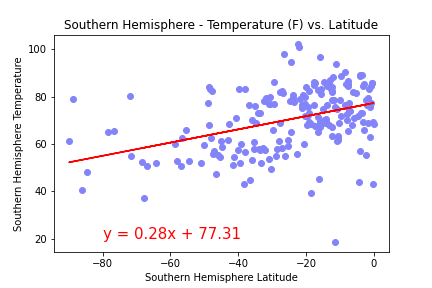 Southern Hemisphere - Temperature (F) vs. Latitude
Southern Hemisphere Temperature
100
80
60
40
20
y = 0.28x + 77.31
−80
−60
−40
−20
0
Southern Hemisphere Latitude